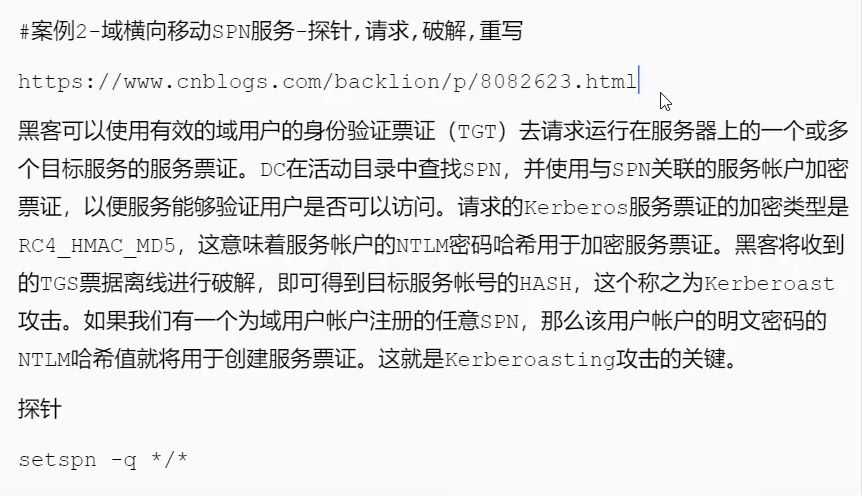 #案例2-域横向移动SPN服务-探针,请求,破解,重写
https://www.cnblogs.com/backlion/p/8082623.html
黑客可以使用有效的域用户的身份验证票证（TGT）去请求运行在服务器上的一个或多
个目标服务的服务票证。DC在活动目录中查找SPN，并使用与SPN关联的服务帐户加密
票证，以便服务能够验证用户是否可以访问。请求的Kerberos服务票证的加密类型是
RC4_HMAC_MD5，这意味着服务帐户的NTLM密码哈希用于加密服务票证。黑客将收到
的TGS票据离线进行破解，即可得到目标服务帐号的HASH，这个称之为Kerberoast
攻击。如果我们有一个为域用户帐户注册的任意SPN，那么该用户帐户的明文密码的
NTLM哈希值就将用于创建服务票证。这就是Kerberoasting攻击的关键。
探针
setspn -q */*